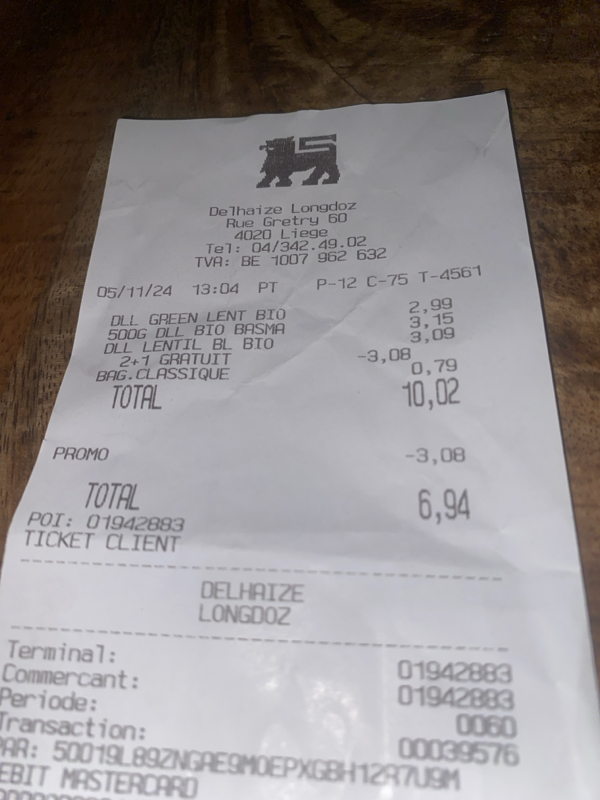 Delhaize Longdoz
Rue Gretry 60
4020 Liege
Tel: 04/342.49.02
TVA: BE 1007 962 632
05/11/24 13:04 PT P-12 C-75 T-4561
DLL GREEN LENT BIO 2,99
500G DLL BIO BASMA 3,15
DLL LENTIL BL BIO 3,09
2+1 GRATUIT -3,08
BAG.CLASSIQUE 0,79
TOTAL 10,02
PROMO -3,08
TOTAL 6,94
POI: 01942883
TICKET CLIENT
DELHAIZE
LONGDOZ
Terminal: 01942883
Commercant: 01942883
Periode: 0060
Transaction: 00039576
PAR: 50019L89ZNGAE9MOEPXGBH12R7U9M
DEBIT MASTERCARD